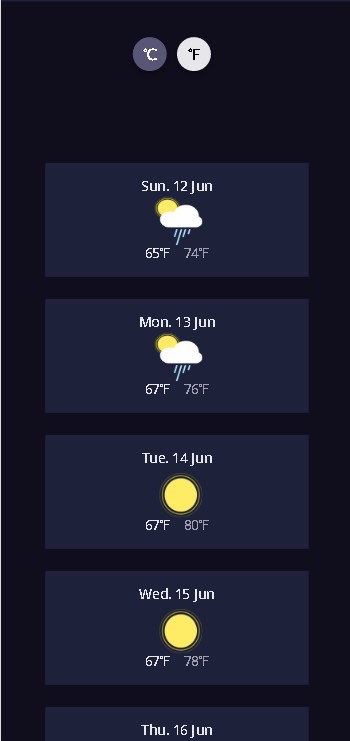 ℃ ℉
Sun. 12 Jun
65℉ 74℉
Mon. 13 Jun
67℉ 76℉
Tue. 14 Jun
67℉ 80℉
Wed. 15 Jun
67℉ 78℉
Thu. 16 Jun